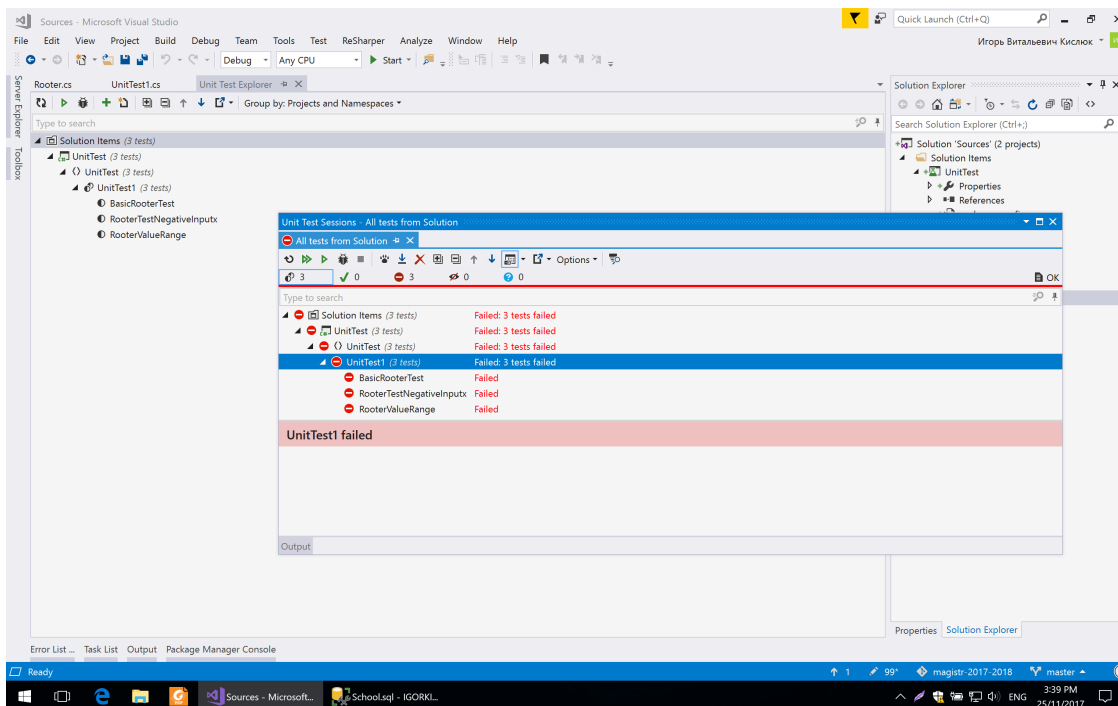 Sources - Microsoft Visual Studio
Quick Launch (Ctrl+Q)
File Edit View Project Build Debug Team Tools Test ReSharper Analyze Window Help
Игорь Витальевич Кислюк
Debug Any CPU Start
Server Explorer
Toolbox
Rooter.cs UnitTest1.cs Unit Test Explorer
Group by: Projects and Namespaces
Type to search
Solution Items (3 tests)
UnitTest (3 tests)
UnitTest (3 tests)
UnitTest1 (3 tests)
BasicRooterTest
RooterTestNegativeInputx
RooterValueRange
Solution Explorer
Search Solution Explorer (Ctrl+;)
Solution 'Sources' (2 projects)
Solution Items
UnitTest
Properties
References
Unit Test Sessions - All tests from Solution
All tests from Solution
Options
3 0 3 0 0 OK
Type to search
Solution Items (3 tests) Failed: 3 tests failed
UnitTest (3 tests) Failed: 3 tests failed
UnitTest (3 tests) Failed: 3 tests failed
UnitTest1 (3 tests) Failed: 3 tests failed
BasicRooterTest Failed
RooterTestNegativeInputx Failed
RooterValueRange Failed
UnitTest1 failed
Output
Properties Solution Explorer
Error List ... Task List Output Package Manager Console
Ready 1 99* magistr-2017-2018 master
Sources - Microsoft... School.sql - IGORKI... ENG 3:39 PM
25/11/2017